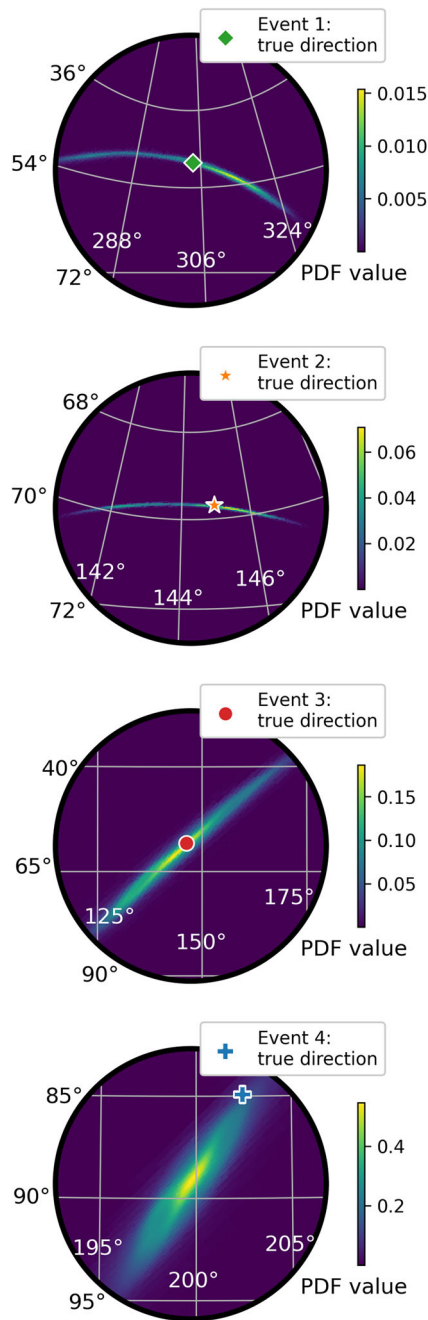 Event 1:
true direction
36°
0.015
0.010
54°
0.005
288°
324°
306°
72°
PDF value
Event 2:
true direction
68°
0.06
70°
0.04
0.02
142°
146°
144°
72°
PDF value
Event 3:
true direction
40°
0.15
0.10
65°
0.05
125°
175°
150°
90°
PDF value
Event 4:
true direction
85°
0.4
90°
0.2
195°
205°
200°
95°
PDF value